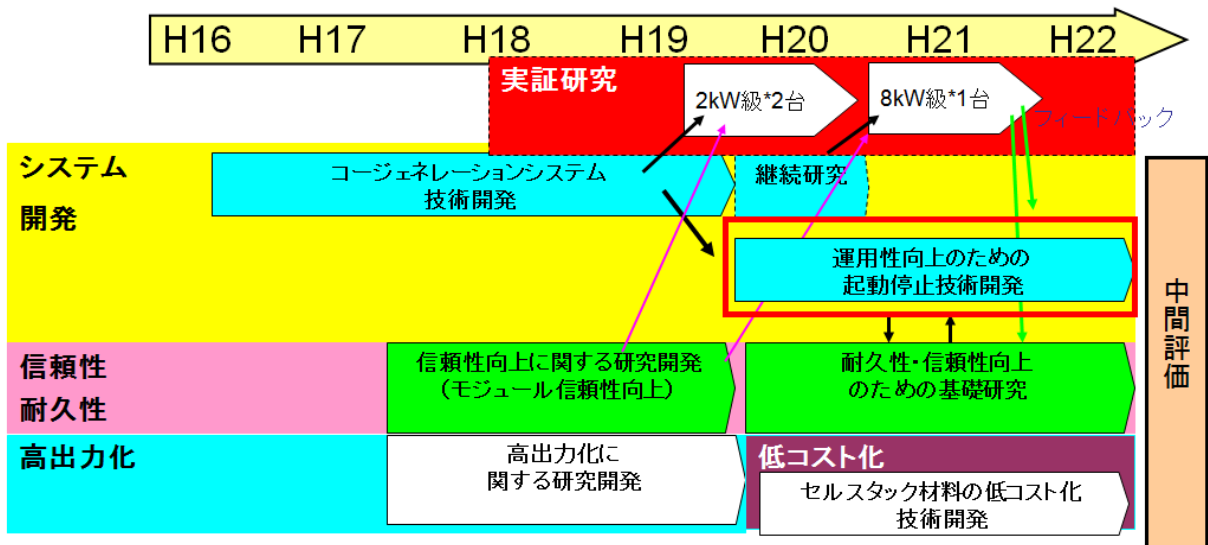 H16 H17 H18 H19 H20 H21 H22
実証研究
2kW級*2台
8kW級*1台
フィードバック
システム
開発
コージェネレーションシステム
技術開発
継続研究
運用性向上のための
起動停止技術開発
中間評価
信頼性
耐久性
信頼性向上に関する研究開発
(モジュール信頼性向上)
耐久性・信頼性向上
のための基礎研究
高出力化
高出力化に
関する研究開発
低コスト化
セルスタック材料の低コスト化
技術開発